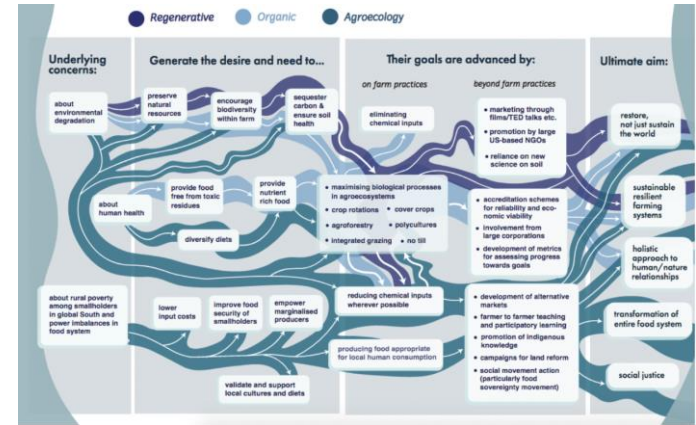 Regenerative
Organic
Agroecology
Underlying
concerns:
Generate the desire and need to...
Their goals are advanced by:
Ultimate aim:
on farm practices
beyond farm practices
about
environmental
degradation
preserve
natural
resources
encourage
biodiversity
within farm
sequester
carbon &
ensure soil
health
eliminating
chemical inputs
• marketing through
films/TED talks etc.
• promotion by large
US-based NGOs
• reliance on new
science on soil
restore,
not just sustain
the world
about
human health
provide food
free from toxic
residues
provide
nutrient
rich food
diversify diets
• maximising biological processes
in agroecosystems
• crop rotations • cover crops
• agroforestry • polycultures
• integrated grazing • no till
• accreditation schemes
for reliability and eco-
nomic viability
• involvement from
large corporations
• development of metrics
for assessing progress
towards goals
sustainable
resilient
farming
systems
holistic
approach to
human/nature
relationships
about rural poverty
among smallholders
in global South and
power imbalances in
food system
lower
input costs
improve food
security of
smallholders
empower
marginalised
producers
validate and support
local cultures and diets
reducing chemical inputs
wherever possible
producing food appropriate
for local human consumption
• development of alternative
markets
• farmer to farmer teaching
and participatory learning
• promotion of indigenous
knowledge
• campaigns for land reform
• social movement action
(particularly food
sovereignty movement)
transformation of
entire food system
social justice